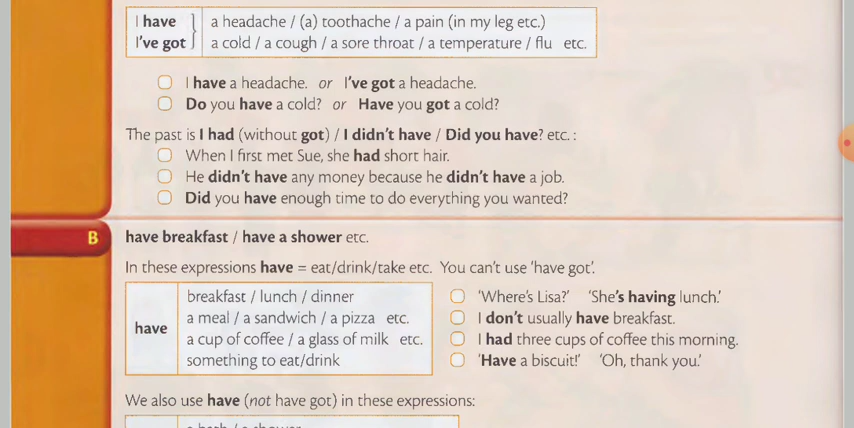 I have
I've got
a headache / (a) toothache / a pain (in my leg etc.)
a cold / a cough / a sore throat / a temperature / flu etc.
I have a headache. or I've got a headache.
Do you have a cold? or Have you got a cold?
The past is I had (without got) / I didn't have / Did you have? etc. :
When I first met Sue, she had short hair.
He didn't have any money because he didn't have a job.
Did you have enough time to do everything you wanted?
B
have breakfast / have a shower etc.
In these expressions have = eat/drink/take etc. You can't use 'have got'.
have
breakfast / lunch / dinner
a meal / a sandwich / a pizza etc.
a cup of coffee / a glass of milk etc.
something to eat/drink
'Where's Lisa?' 'She's having lunch.'
I don't usually have breakfast.
I had three cups of coffee this morning.
'Have a biscuit!' 'Oh, thank you.'
We also use have (not have got) in these expressions:
a bath / a shower